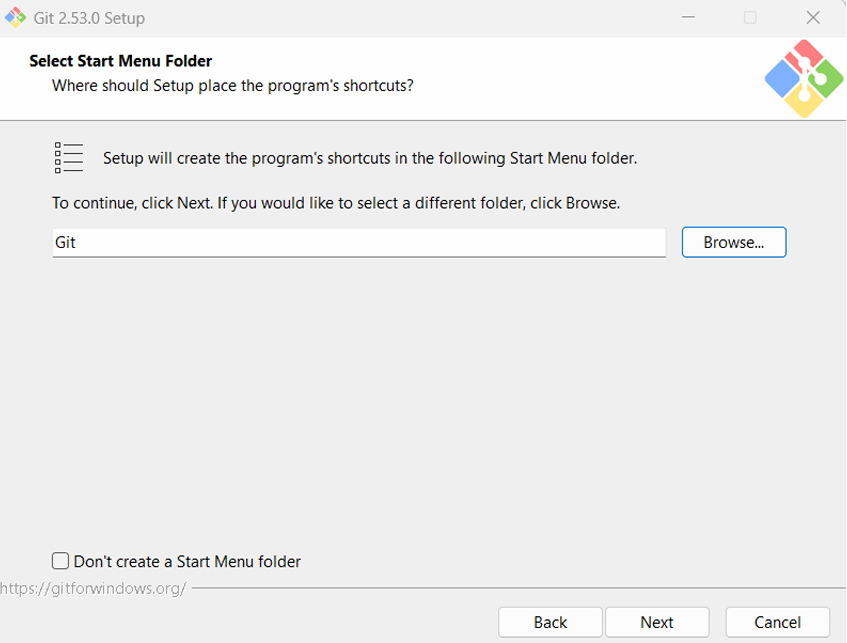 Git 2.53.0 Setup
Select Start Menu Folder
Where should Setup place the program's shortcuts?
Setup will create the program's shortcuts in the following Start Menu folder.
To continue, click Next. If you would like to select a different folder, click Browse.
Git
Browse...
Don't create a Start Menu folder
https://gitforwindows.org/
Back
Next
Cancel